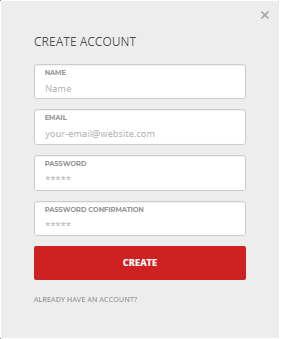 ×
CREATE ACCOUNT
NAME
Name
EMAIL
your-email@website.com
PASSWORD
*****
PASSWORD CONFIRMATION
*****
CREATE
ALREADY HAVE AN ACCOUNT?